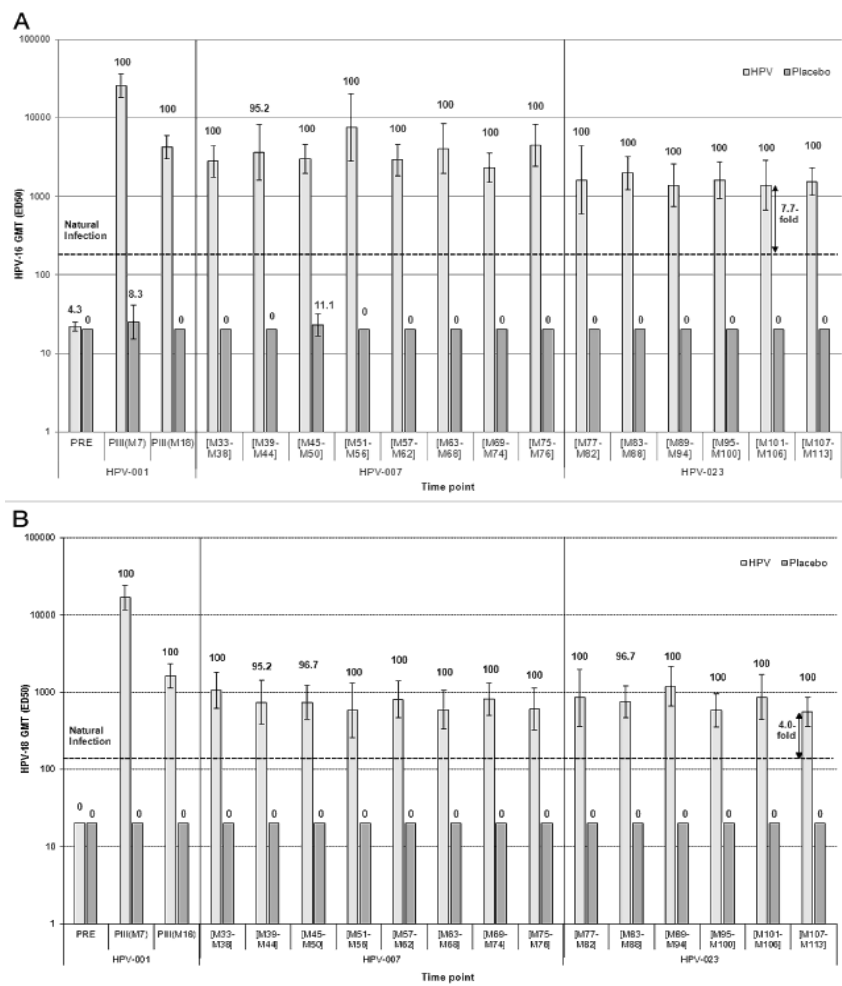 A
100000
10000
1000
100
10
1
HPV-16 GMT (ED50)
HPV Placebo
Natural
Infection
7.7-
fold
4.3 0 100 8.3 100 0 100 0 95.2 0 100 11.1 100 0 100 0 100 0 100 0 100 0 100 0 100 0 100 0 100 0 100 0 100 0
PRE PIII(M7) PIII(M18) [M33- [M39- [M45- [M51- [M57- [M63- [M69- [M75- [M77- [M83- [M89- [M95- [M101- [M107-
M38] M44] M50] M56] M62] M68] M74] M76] M82] M88] M94] M100] M106] M113]
HPV-001 HPV-007 HPV-023
Time point
B
100000
10000
1000
100
10
1
HPV-18 GMT (ED50)
HPV Placebo
Natural
Infection
4.0-
fold
0 0 100 0 100 0 100 0 95.2 0 96.7 0 100 0 100 0 100 0 100 0 100 0 100 0 96.7 0 100 0 100 0 100 0 100 0
PRE PIII(M7) PIII(M18) [M33- [M39- [M45- [M51- [M57- [M63- [M69- [M75- [M77- [M83- [M89- [M95- [M101- [M107-
M38] M44] M50] M56] M62] M68] M74] M76] M82] M88] M94] M100] M106] M113]
HPV-001 HPV-007 HPV-023
Time point